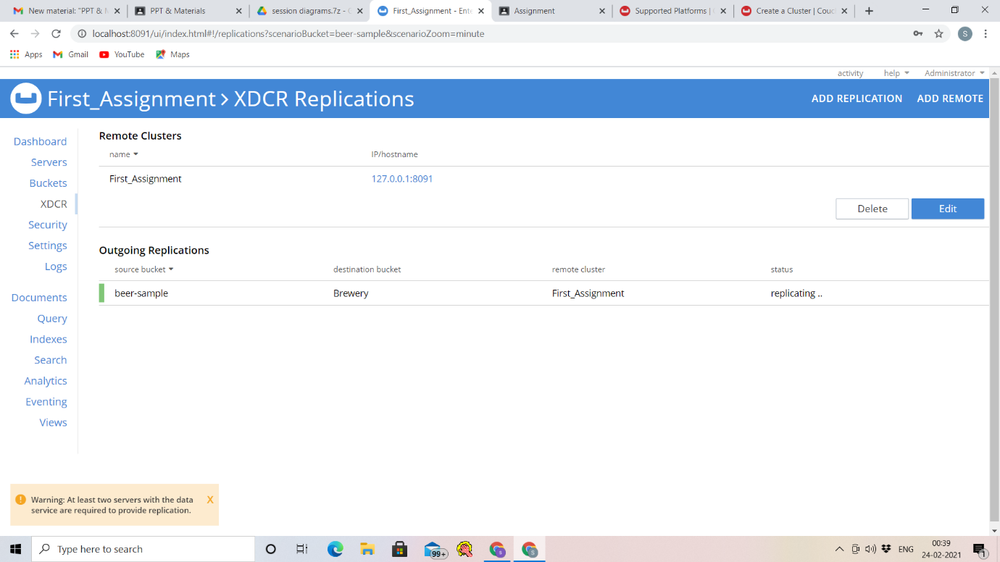 New material: "PPT & M
PPT & Materials
session diagrams.7z - G
First_Assignment - Ente
Assignment
Supported Platforms |
Create a Cluster | Couc
localhost:8091/ui/index.html#!/replications?scenarioBucket=beer-sample&scenarioZoom=minute
S
Apps
Gmail
YouTube
Maps
activity
help
Administrator
First_Assignment > XDCR Replications
ADD REPLICATION
ADD REMOTE
Dashboard
Servers
Buckets
XDCR
Security
Settings
Logs
Documents
Query
Indexes
Search
Analytics
Eventing
Views
Remote Clusters
name
IP/hostname
First_Assignment
127.0.0.1:8091
Delete
Edit
Outgoing Replications
source bucket
destination bucket
remote cluster
status
beer-sample
Brewery
First_Assignment
replicating ..
Warning: At least two servers with the data
service are required to provide replication.
X
Type here to search
99+
S
S
ENG
00:39
24-02-2021
1